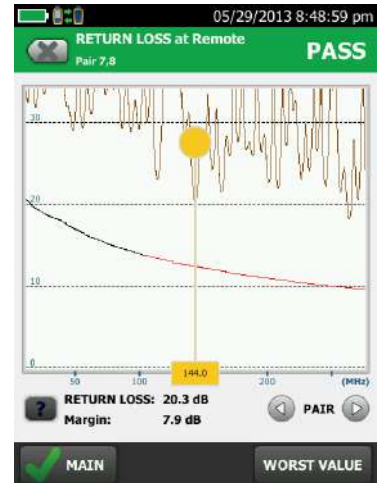 05/29/2013 8:48:59 pm
RETURN LOSS at Remote
Pair 7,8
PASS
30
20
10
0
50 100 144.0 200 (MHz)
? RETURN LOSS: 20.3 dB
Margin: 7.9 dB
PAIR
MAIN
WORST VALUE